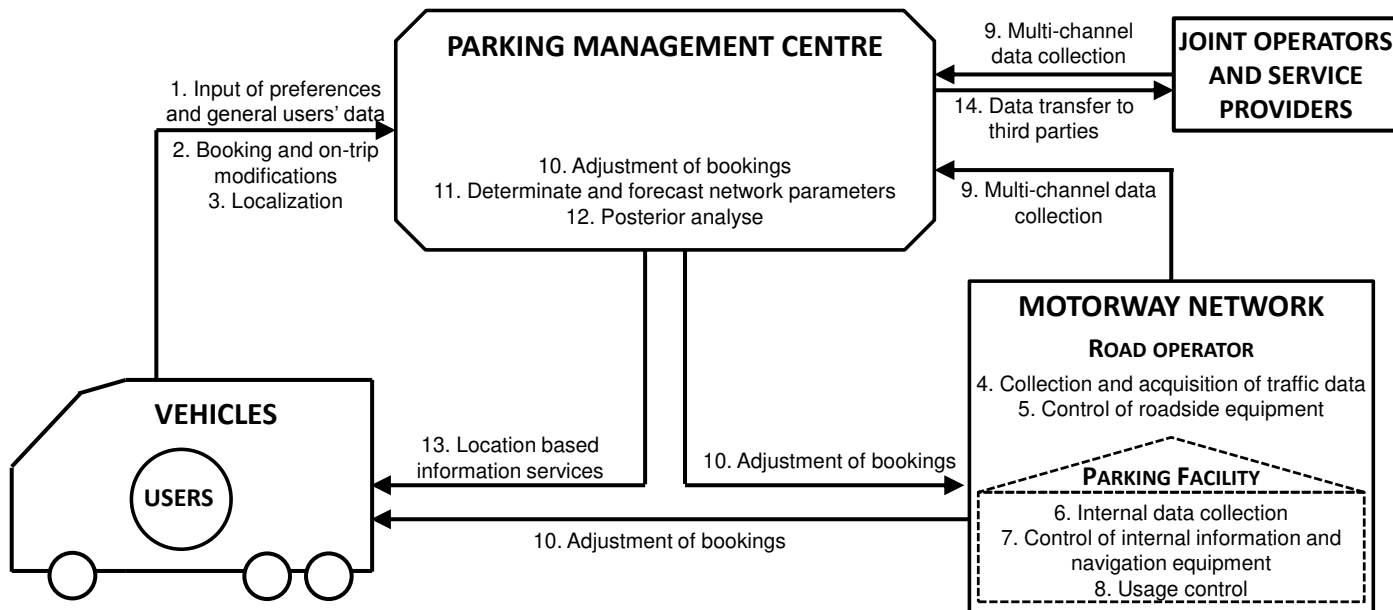 PARKING MANAGEMENT CENTRE
10. Adjustment of bookings
11. Determinate and forecast network parameters
12. Posterior analyse
9. Multi-channel
data collection
14. Data transfer to
third parties
JOINT OPERATORS
AND SERVICE
PROVIDERS
1. Input of preferences
and general users’ data
2. Booking and on-trip
modifications
3. Localization
9. Multi-channel data
collection
MOTORWAY NETWORK
ROAD OPERATOR
4. Collection and acquisition of traffic data
5. Control of roadside equipment
PARKING FACILITY
6. Internal data collection
7. Control of internal information and
navigation equipment
8. Usage control
VEHICLES
USERS
13. Location based
information services
10. Adjustment of bookings
10. Adjustment of bookings